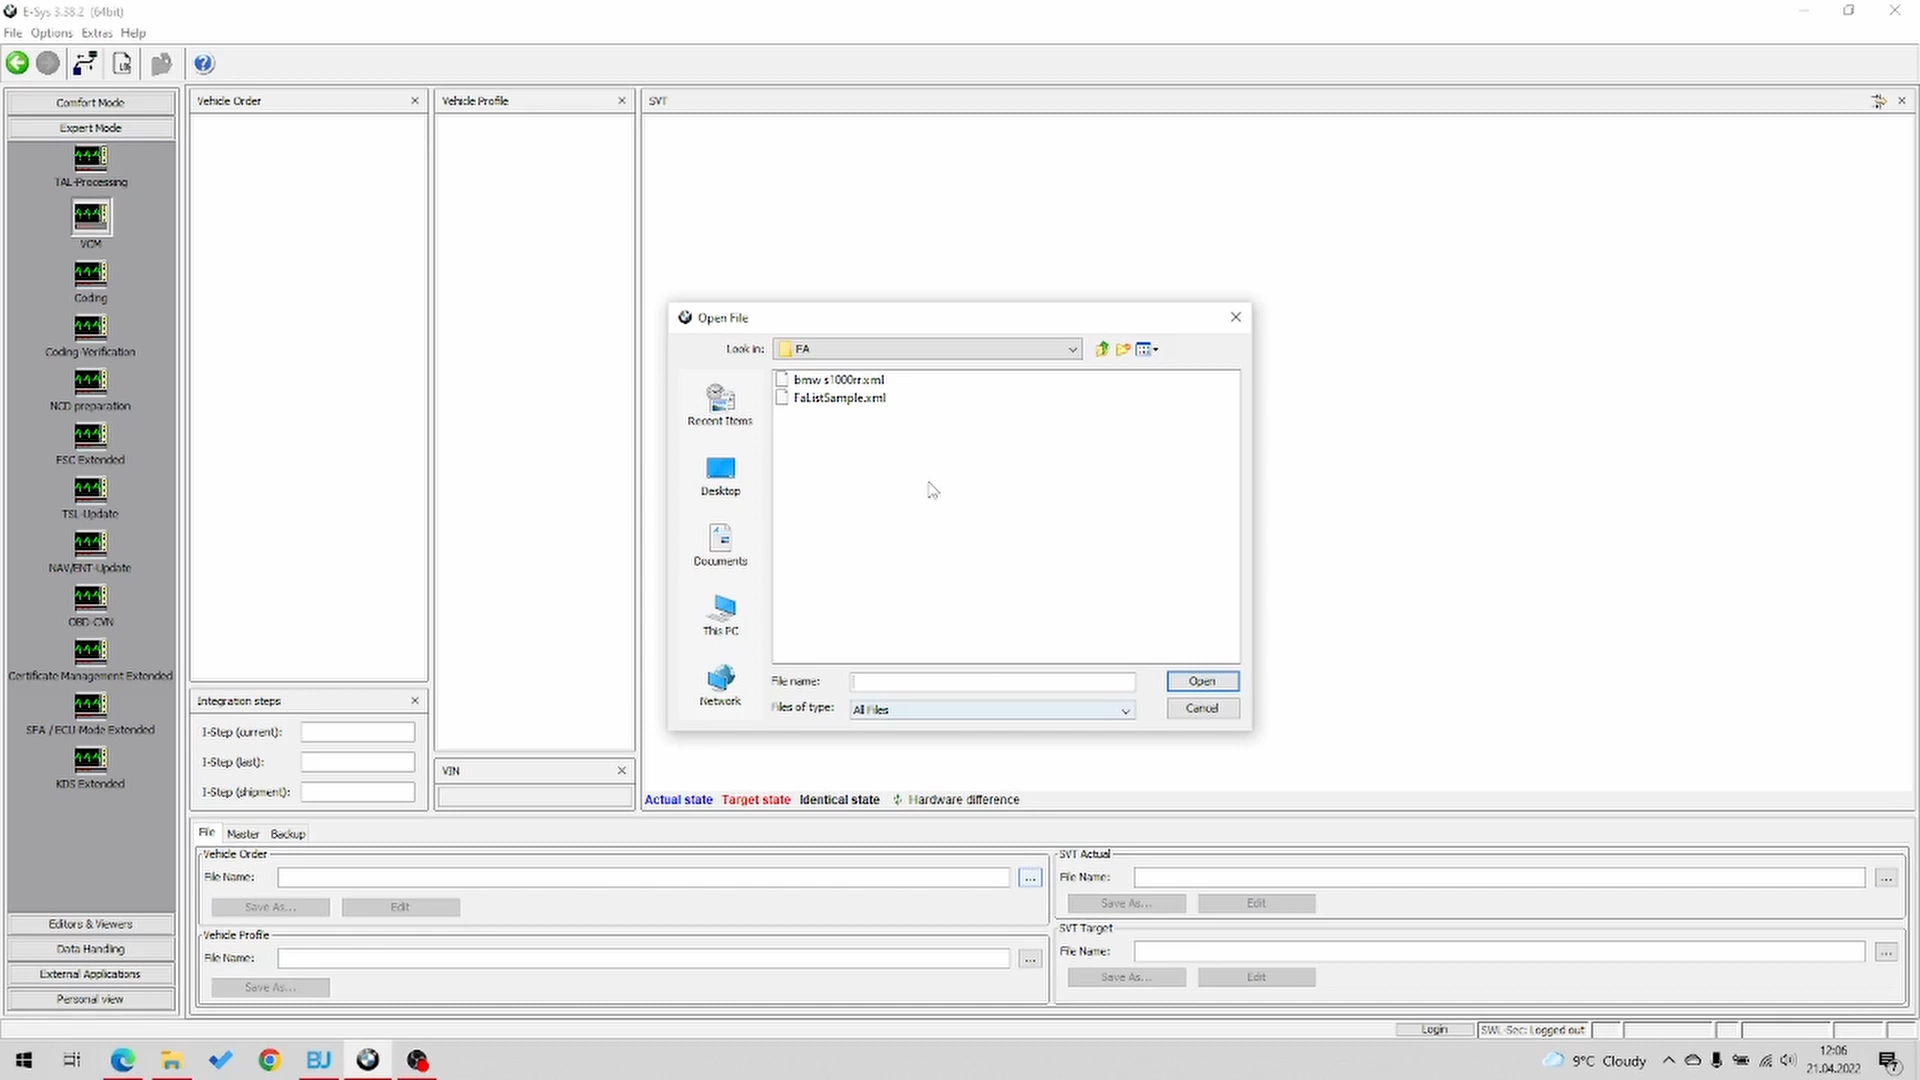 E-Sys 3.38.2 (64bit)
File Options Extras Help
Comfort Mode
Expert Mode
TAL-Processing
VCM
Coding
Coding-Verification
NCD preparation
FSC Extended
TSL-Update
NAV/ENT-Update
OBD-CVN
Certificate Management Extended
SFA / ECU Mode Extended
KDS Extended
Editors & Viewers
Data Handling
External Applications
Personal view
Vehicle Order
Vehicle Profile
SVT
Open File
Look in: FA
bmw s1000rr.xml
FaListSample.xml
Recent Items
Desktop
Documents
This PC
Network
File name:
Open
Files of type: All Files
Cancel
Integration steps
I-Step (current):
I-Step (last):
I-Step (shipment):
VIN
Actual state Target state Identical state Hardware difference
File Master Backup
Vehicle Order
File Name: ...
Save As... Edit
Vehicle Profile
File Name: ...
Save As...
SVT Actual
File Name: ...
Save As... Edit
SVT Target
File Name: ...
Save As... Edit
Login SWL-Sec: Logged out
9°C Cloudy
12:06
21.04.2022